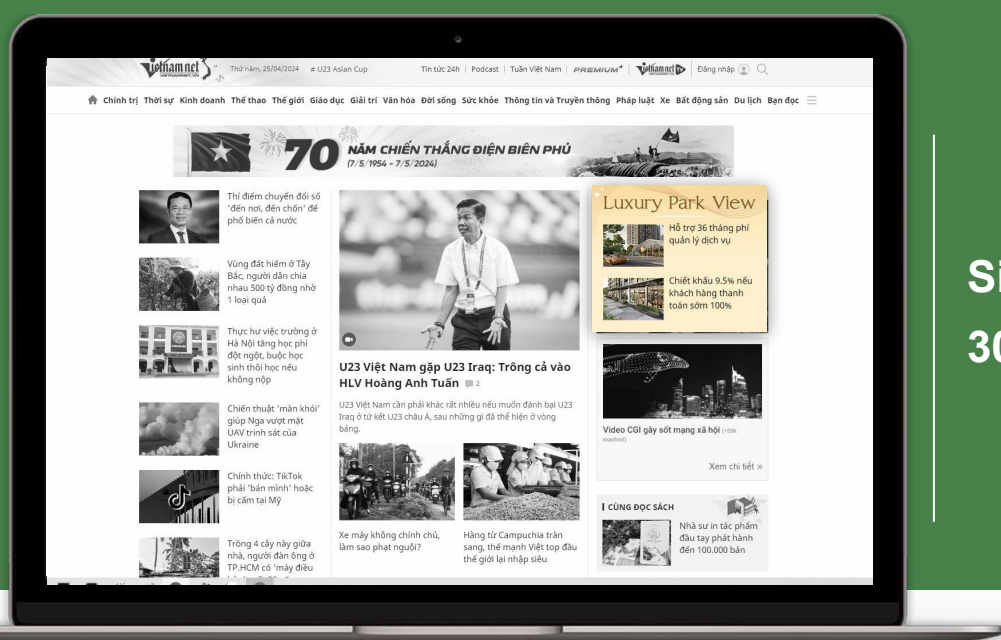 vietnamnet
Thứ năm, 25/04/2024
# U23 Asian Cup
Tin tức 24h | Podcast | Tuần Việt Nam | PREMIUM | vietnamnet | Đăng nhập
Chính trị Thời sự Kinh doanh Thể thao Thế giới Giáo dục Giải trí Văn hóa Đời sống Sức khỏe Thông tin và Truyền thông Pháp luật Xe Bất động sản Du lịch Bạn đọc
70 NĂM CHIẾN THẮNG ĐIỆN BIÊN PHỦ
(7/5/1954 - 7/5/2024)
Thí điểm chuyển đổi số
'đến nơi, đến chốn' để
phổ biến cả nước
Vùng đất hiếm ở Tây
Bắc, người dân chia
nhau 500 tỷ đồng nhờ
1 loại quả
Thực hư việc trường ở
Hà Nội tăng học phí
đột ngột, buộc học
sinh thôi học nếu
không nộp
Chiến thuật 'màn khói'
giúp Nga vượt mặt
UAV trinh sát của
Ukraine
Chính thức: TikTok
phải 'bán mình' hoặc
bị cấm tại Mỹ
Trồng 4 cây này giữa
nhà, người đàn ông ở
TP.HCM có 'máy điều
U23 Việt Nam gặp U23 Iraq: Trông cả vào
HLV Hoàng Anh Tuấn 2
U23 Việt Nam cần phải khác rất nhiều nếu muốn đánh bại U23
Iraq ở tứ kết U23 châu Á, sau những gì đã thể hiện ở vòng
bảng.
Xe máy không chính chủ,
làm sao phạt nguội?
Hàng từ Campuchia tràn
sang, thế mạnh Việt top đầu
thế giới lại nhập siêu
Luxury Park View
Hỗ trợ 36 tháng phí
quản lý dịch vụ
Chiết khấu 9.5% nếu
khách hàng thanh
toán sớm 100%
Video CGI gây sốt mạng xã hội
reached)
Xem chi tiết »
CÙNG ĐỌC SÁCH
Nhà sư in tác phẩm
đầu tay phát hành
đến 100.000 bản
Si
30